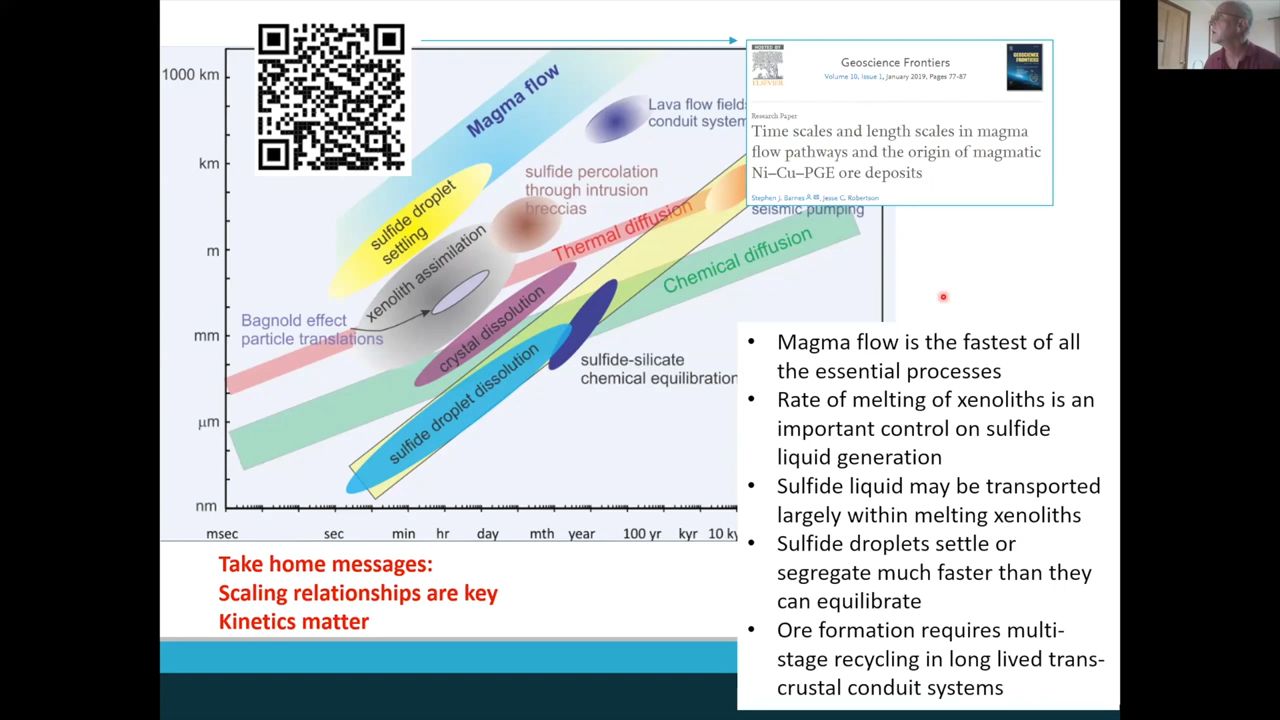 HOSTED BY
ELSEVIER
Geoscience Frontiers
Volume 10, Issue 1, January 2019, Pages 77-87
GEOSCIENCE
FRONTIERS
Research Paper
Time scales and length scales in magma
flow pathways and the origin of magmatic
Ni–Cu–PGE ore deposits
Stephen J. Barnes, Jesse C. Robertson
1000 km
km
m
mm
μm
nm
Magma flow
Lava flow fields
conduit system
sulfide droplet
settling
sulfide percolation
through intrusion
breccias
xenolith assimilation
Thermal diffusion
seismic pumping
Chemical diffusion
Bagnold effect
particle translations
crystal dissolution
sulfide-silicate
chemical equilibration
sulfide droplet dissolution
msec sec min hr day mth year 100 yr kyr 10 ky
Take home messages:
Scaling relationships are key
Kinetics matter
• Magma flow is the fastest of all
the essential processes
• Rate of melting of xenoliths is an
important control on sulfide
liquid generation
• Sulfide liquid may be transported
largely within melting xenoliths
• Sulfide droplets settle or
segregate much faster than they
can equilibrate
• Ore formation requires multi-
stage recycling in long lived trans-
crustal conduit systems